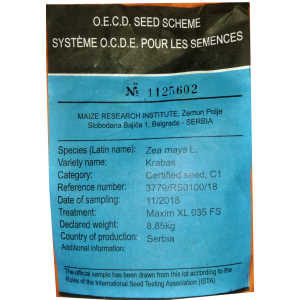 O.E.C.D. SEED SCHEME
SYSTÈME O.C.D.E. POUR LES SEMENCES
№ 1125602
MAIZE RESEARCH INSTITUTE, Zemun Polje
Slobodana Bajića 1, Belgrade - SERBIA
Species (Latin name): Zea mays L.
Variety name: Krabas
Category: Certified seed, C1
Reference number: 3779/RS0100/18
Date of sampling: 11/2018
Treatment: Maxim XL 035 FS
Declared weight: 8,85kg
Country of production: Serbia
Additional information:
The official sample has been drawn from this lot according to the
Rules of the International Seed Testing Association (ISTA)